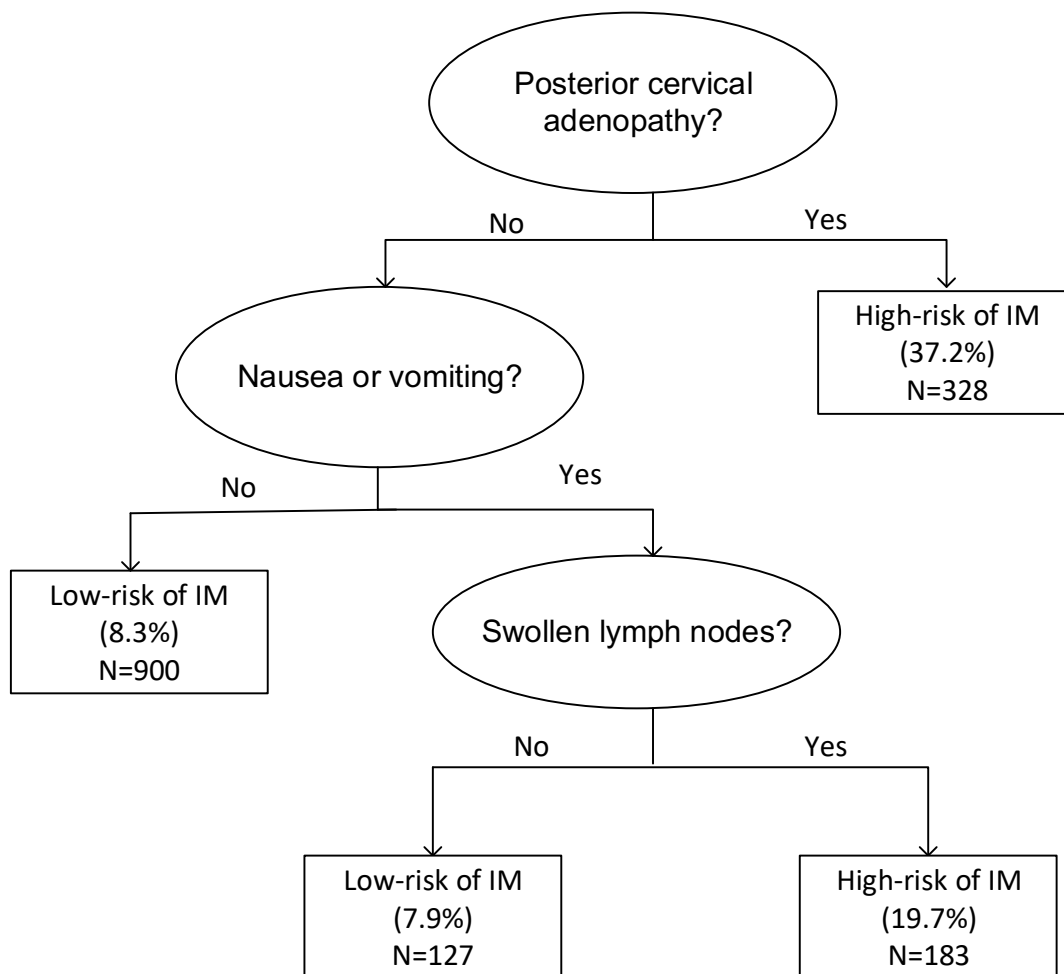 Posterior cervical
adenopathy?
No
Yes
High-risk of IM
(37.2%)
N=328
Nausea or vomiting?
No
Yes
Low-risk of IM
(8.3%)
N=900
Swollen lymph nodes?
No
Yes
Low-risk of IM
(7.9%)
N=127
High-risk of IM
(19.7%)
N=183